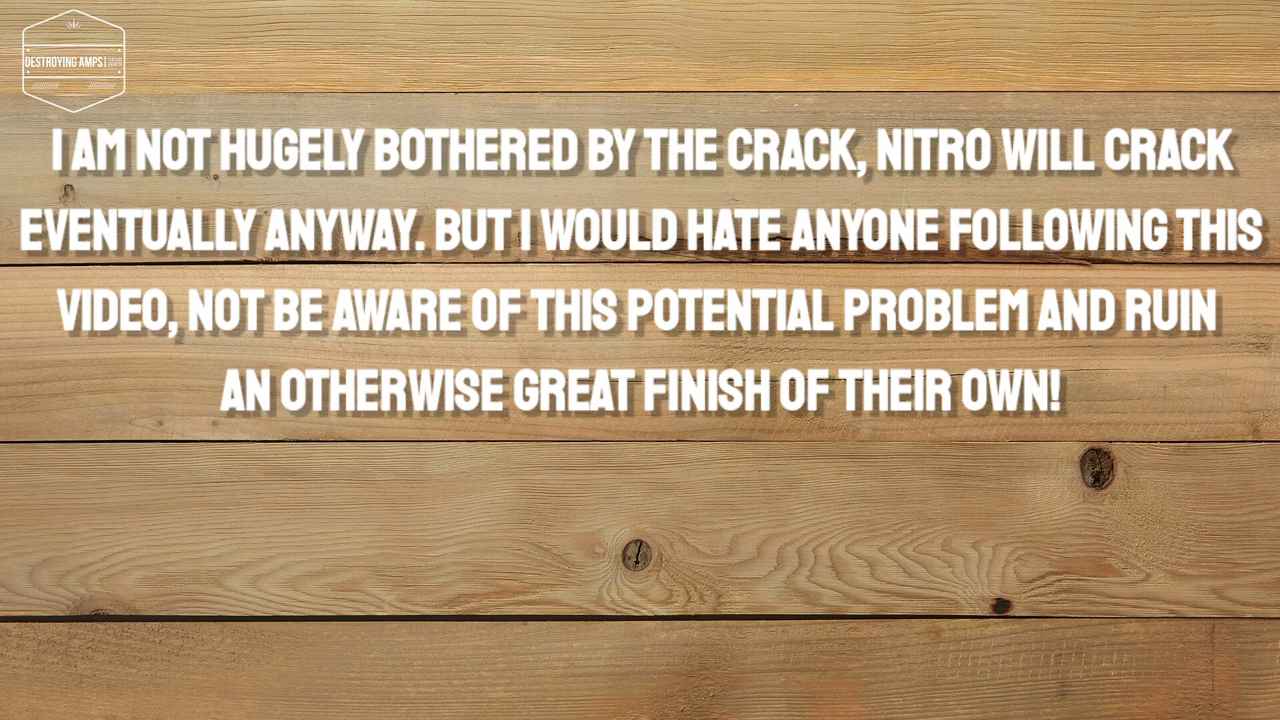 DESTROYING AMPS
I AM NOT HUGELY BOTHERED BY THE CRACK, NITRO WILL CRACK
EVENTUALLY ANYWAY. BUT I WOULD HATE ANYONE FOLLOWING THIS
VIDEO, NOT BE AWARE OF THIS POTENTIAL PROBLEM AND RUIN
AN OTHERWISE GREAT FINISH OF THEIR OWN!